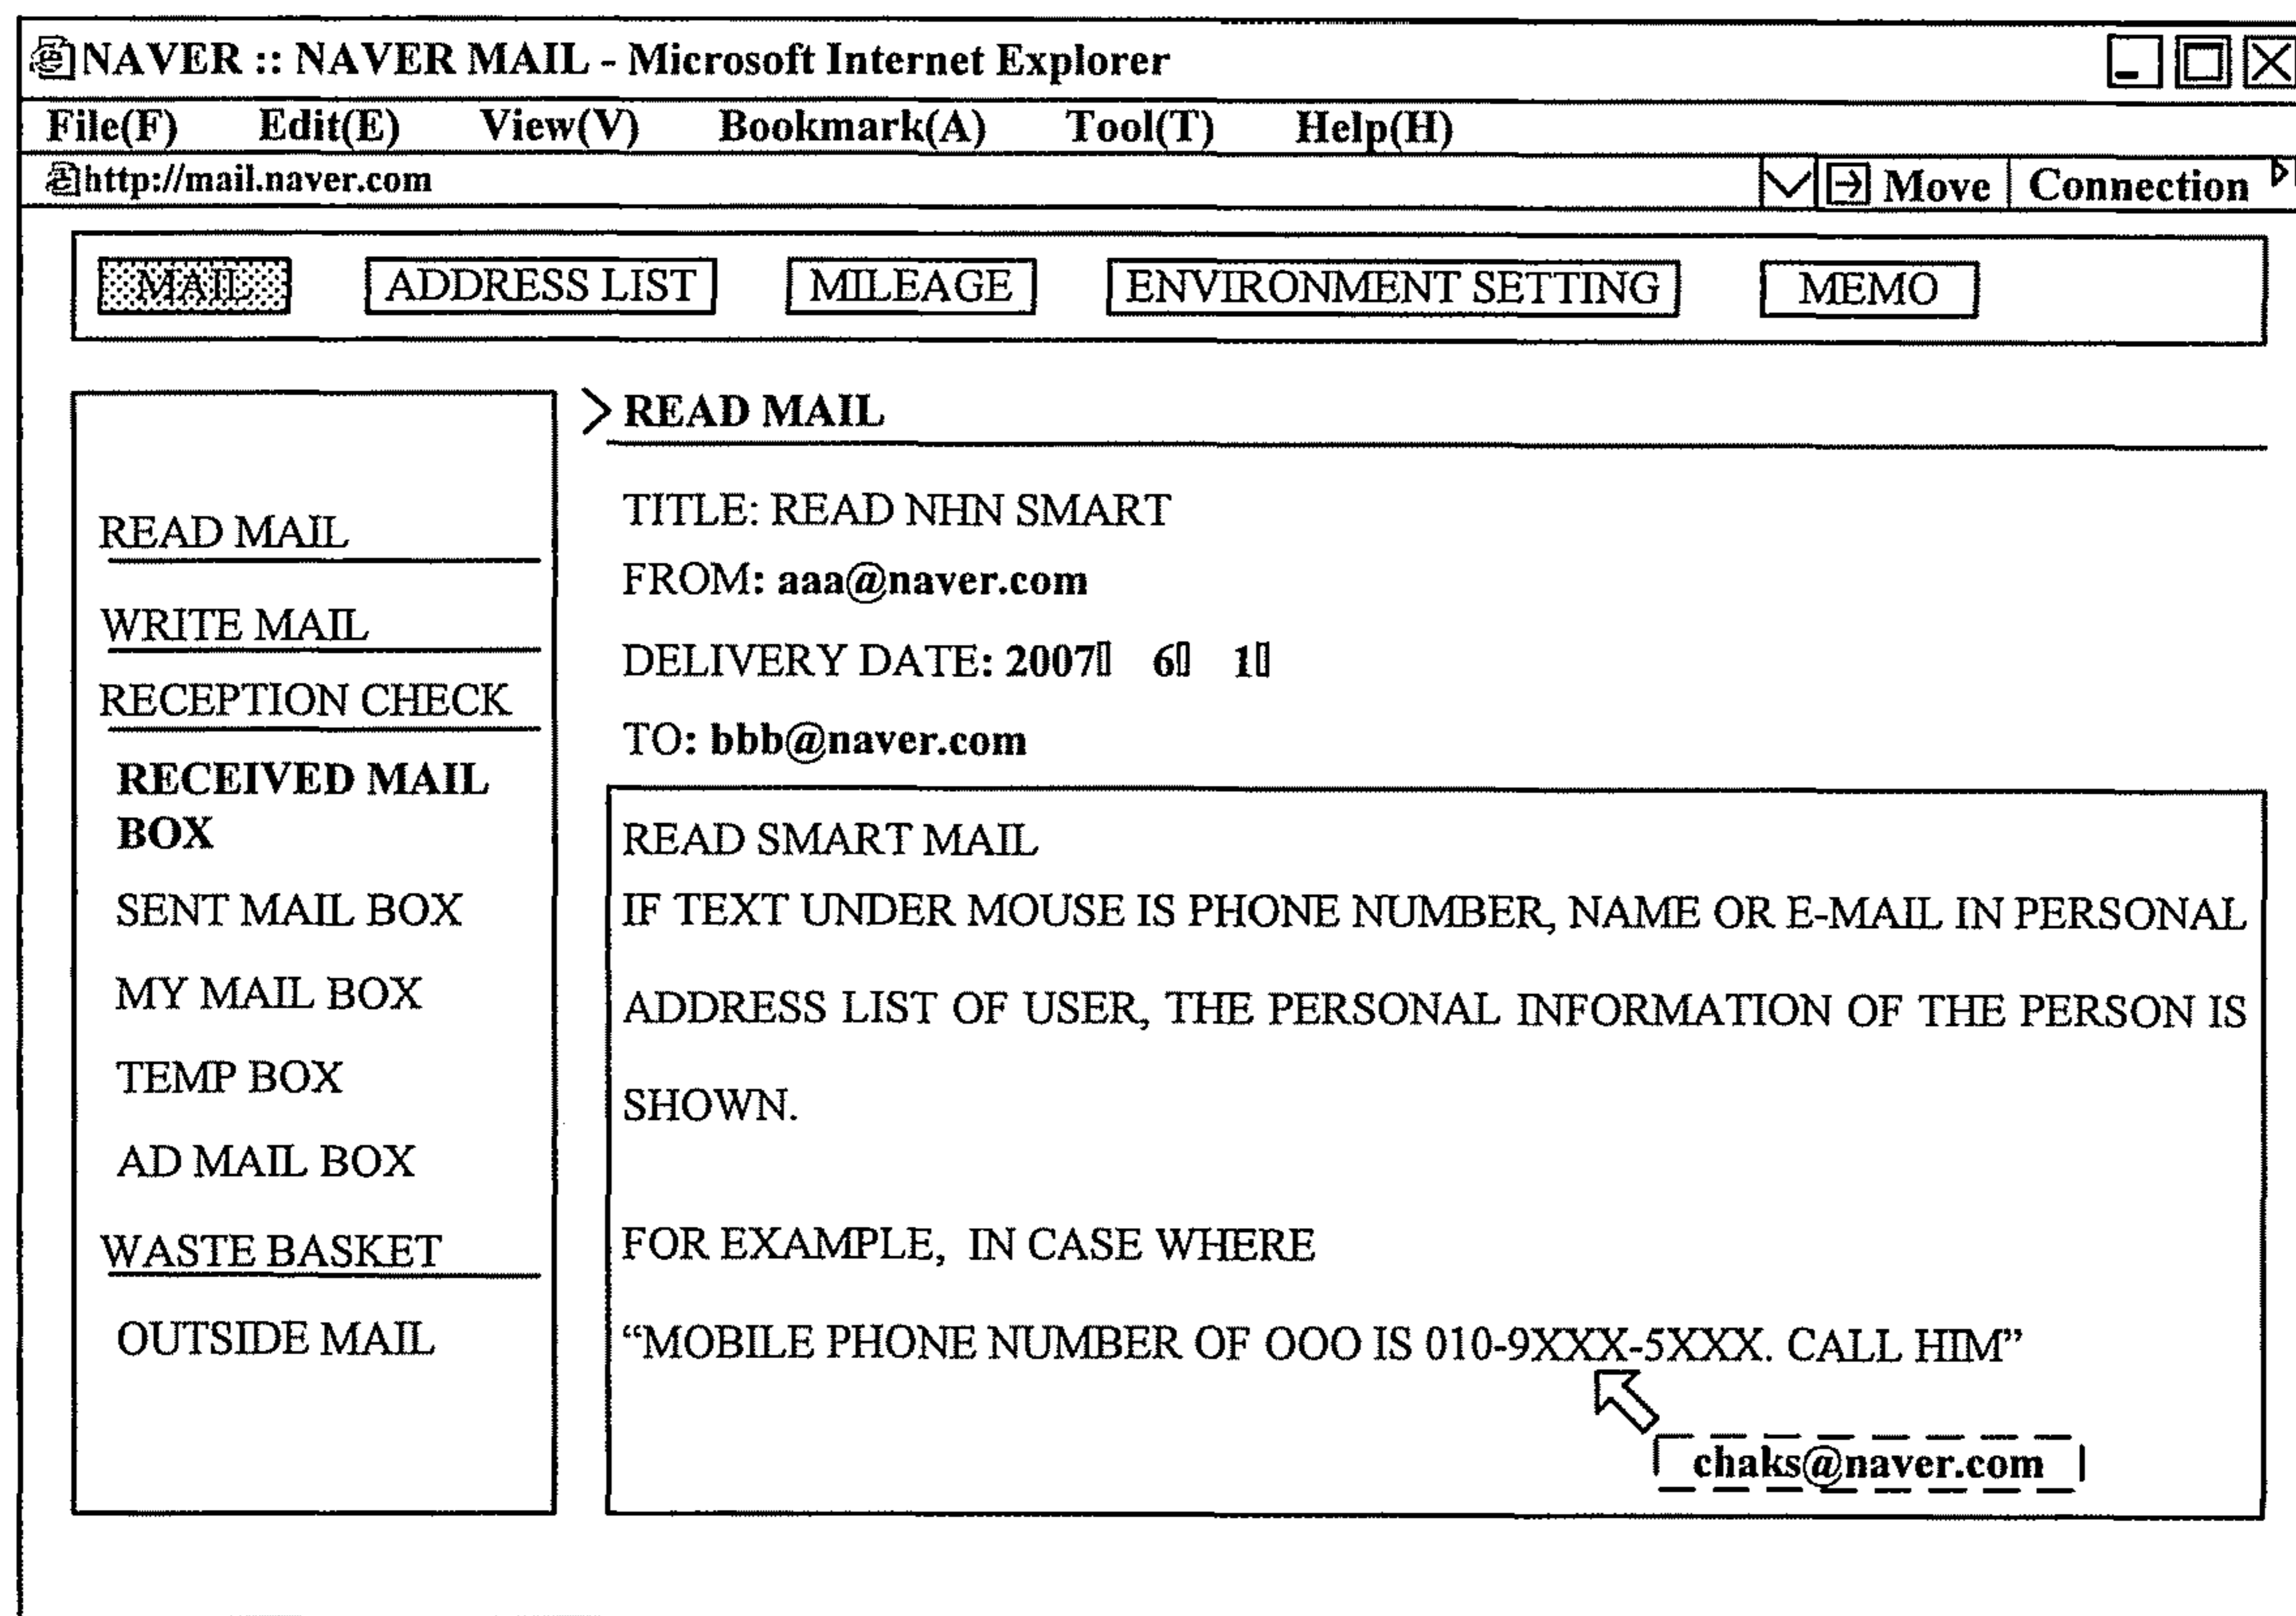 NAVER :: NAVER MAIL - Microsoft Internet Explorer
File(F) Edit(E) View(V) Bookmark(A) Tool(T) Help(H)
http://mail.naver.com Move Connection
MAIL ADDRESS LIST MILEAGE ENVIRONMENT SETTING MEMO
READ MAIL
WRITE MAIL
RECEPTION CHECK
RECEIVED MAIL
BOX
SENT MAIL BOX
MY MAIL BOX
TEMP BOX
AD MAIL BOX
WASTE BASKET
OUTSIDE MAIL
> READ MAIL
TITLE: READ NHN SMART
FROM: aaa@naver.com
DELIVERY DATE: 2007▯ 6▯ 1▯
TO: bbb@naver.com
READ SMART MAIL
IF TEXT UNDER MOUSE IS PHONE NUMBER, NAME OR E-MAIL IN PERSONAL
ADDRESS LIST OF USER, THE PERSONAL INFORMATION OF THE PERSON IS
SHOWN.
FOR EXAMPLE, IN CASE WHERE
“MOBILE PHONE NUMBER OF OOO IS 010-9XXX-5XXX. CALL HIM”
chaks@naver.com